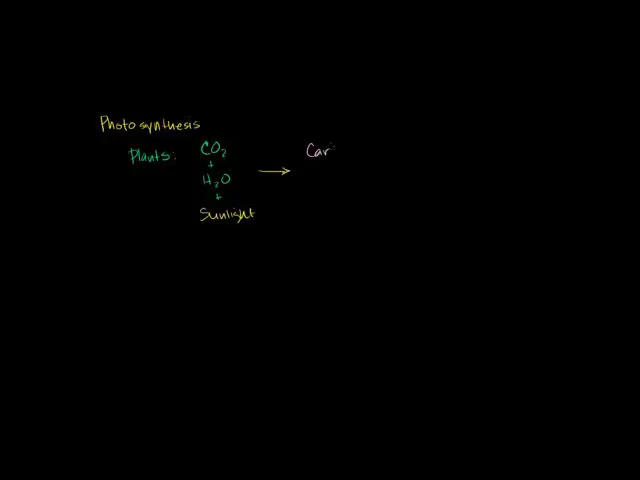 Photosynthesis
Plants: CO2
+
H2O → Car
+
Sunlight